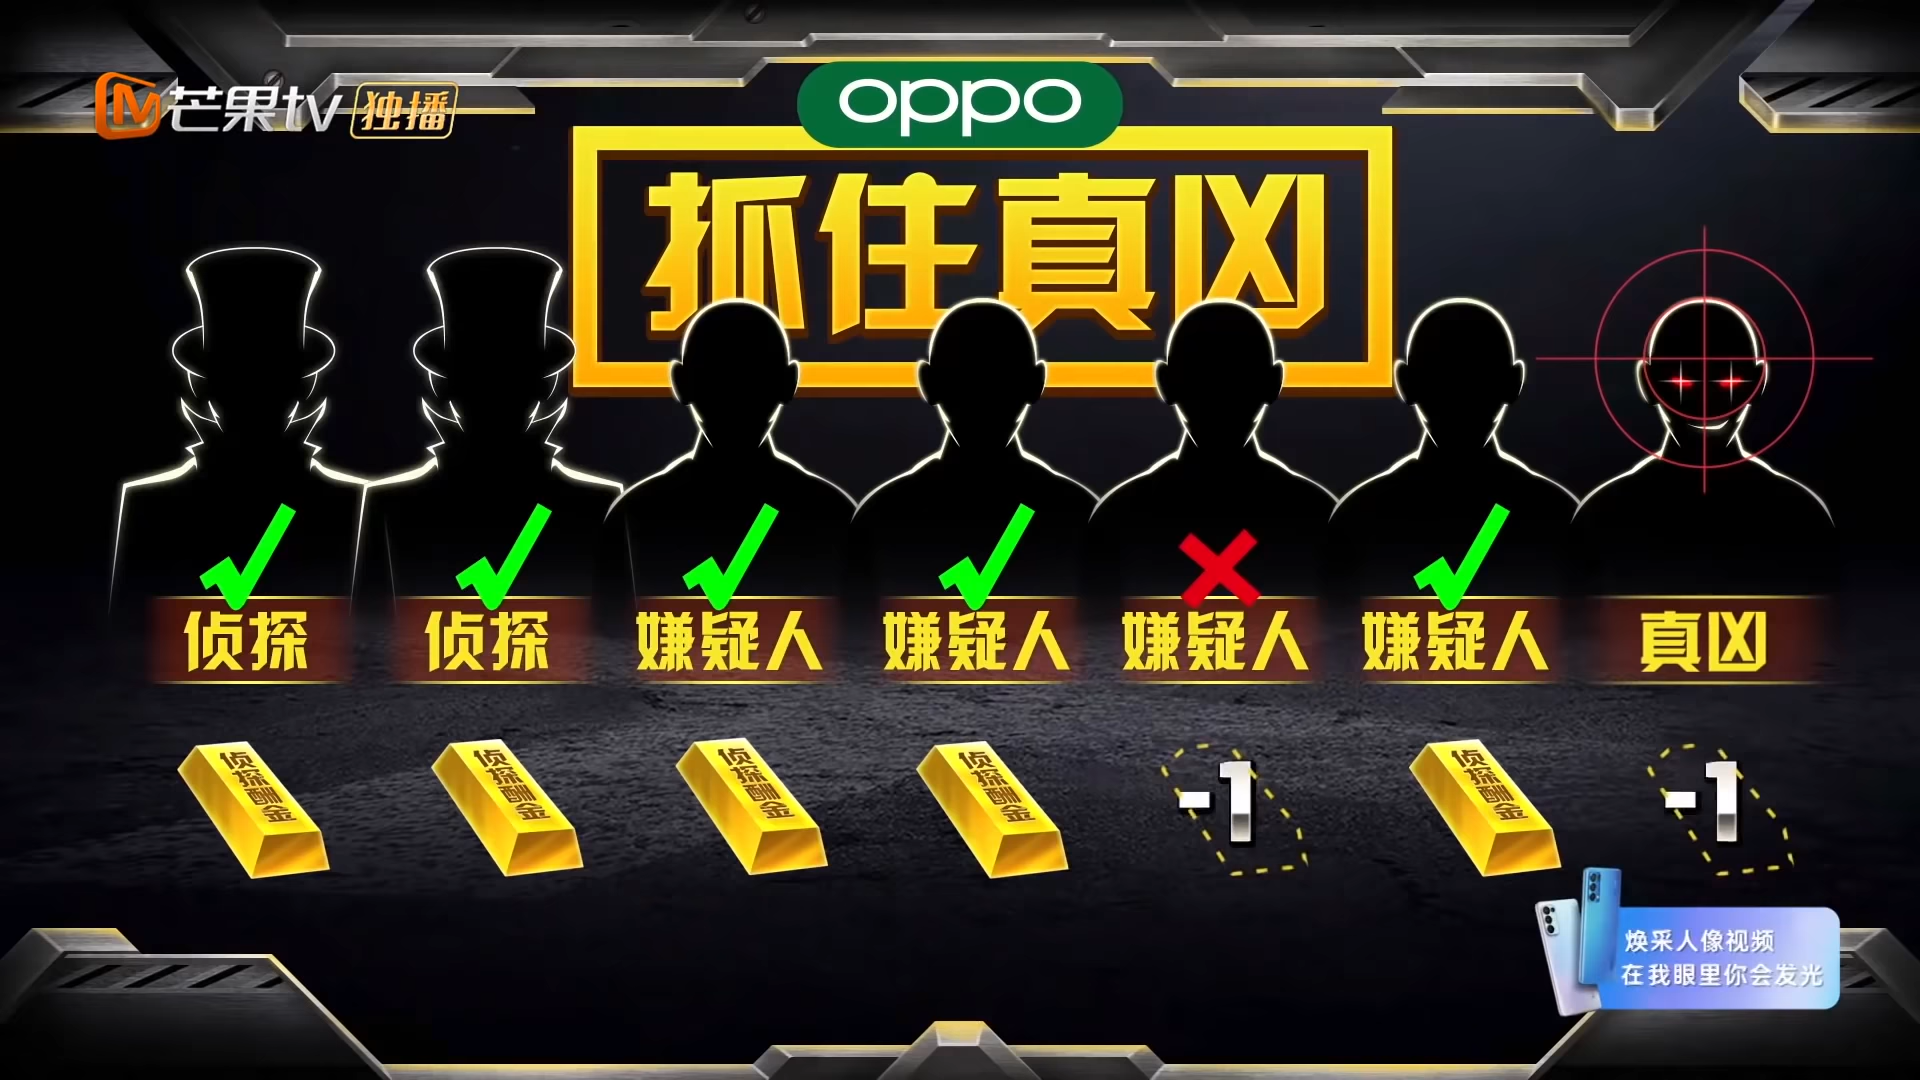 芒果tv 独播
oppo
抓住真凶
侦探 侦探 嫌疑人 嫌疑人 嫌疑人 嫌疑人 真凶
侦探酬金 侦探酬金 侦探酬金 侦探酬金 -1 侦探酬金 -1
焕采人像视频
在我眼里你会发光